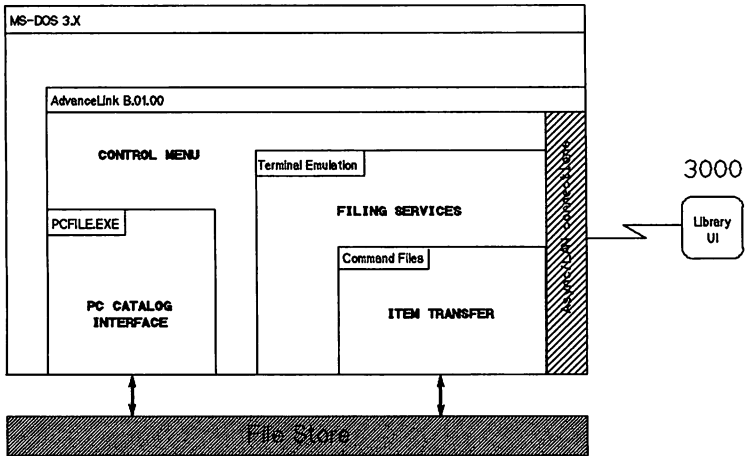 MS-DOS 3.X
AdvanceLink B.01.00
CONTROL MENU
Terminal Emulation
FILING SERVICES
PCFILE.EXE
Command Files
PC CATALOG
INTERFACE
ITEM TRANSFER
Async/LAN connections
3000
Library
UI
File Store